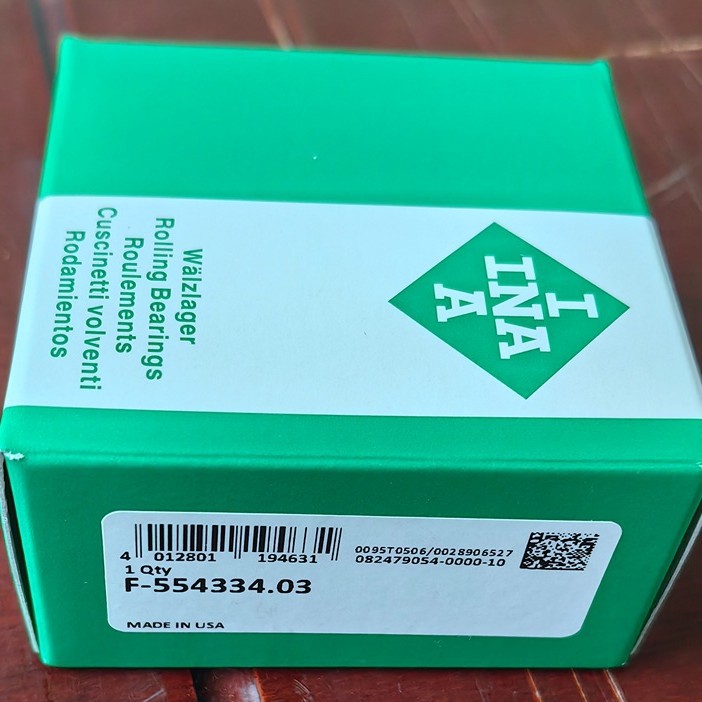 I
INA
A
Wälzlager
Rolling Bearings
Roulements
Cuscinetti volventi
Rodamientos
4 012801 194631
0095T0506/0028906527
082479054-0000-10
1 Qty
F-554334.03
MADE IN USA